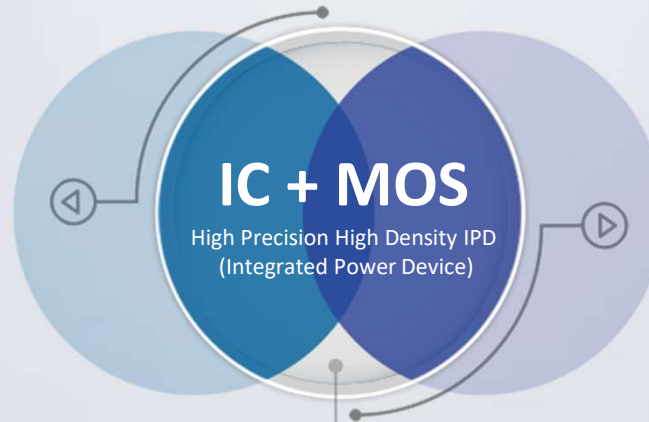 IC + MOS
High Precision High Density IPD
(Integrated Power Device)